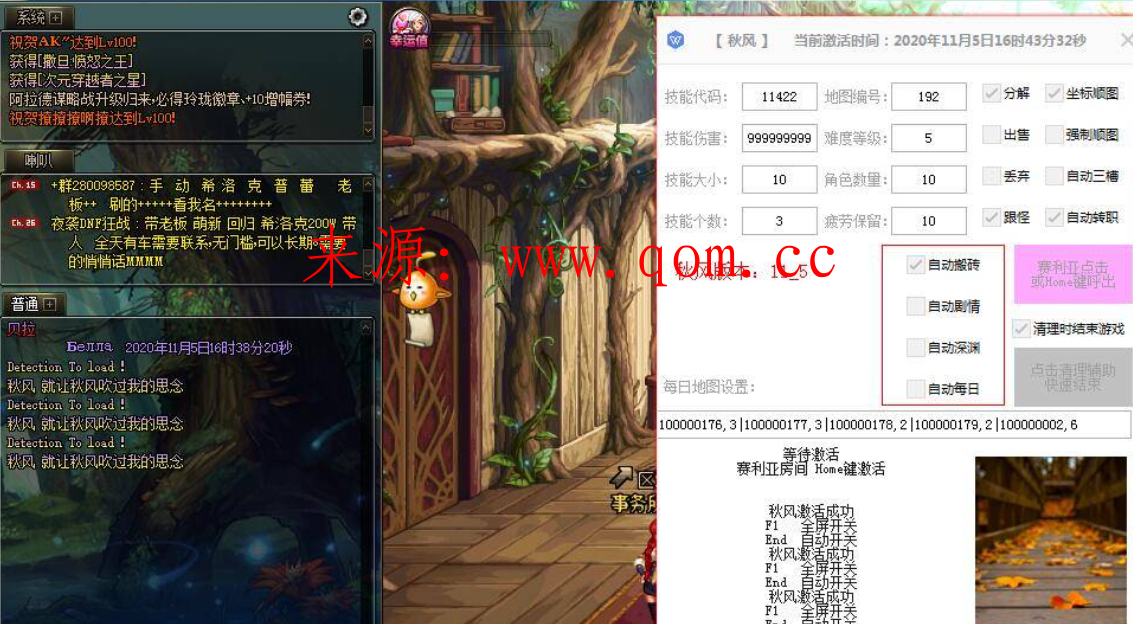 系统
祝贺AK~达到Lv100!
获得[撒旦:愤怒之王]
获得[次元穿越者之星]
阿拉德谋略战升级归来,必得玲珑徽章、+10增幅券!
祝贺撩撩撩啊撩达到Lv100!
喇叭
Ch. 15 +群280098587 : 手 动 希 洛 克 普 蕾 老
板++ 刷的+++++看我名++++++++
Ch. 26 夜袭DNF狂战 : 带老板 萌新 回归 希洛克200W 带
人 全天有车需要联系,无门槛,可以长期,需要
的悄悄话MMMM
普通
贝拉
Белла 2020年11月5日16时38分20秒
Detection To load !
秋风 就让秋风吹过我的思念
Detection To load !
秋风 就让秋风吹过我的思念
Detection To load !
秋风 就让秋风吹过我的思念
幸运值
事务所
来源: www.qom.cc
【 秋风 】 当前激活时间：2020年11月5日16时43分32秒
技能代码： 11422 地图编号： 192 分解 坐标顺图
技能伤害： 999999999 难度等级： 5 出售 强制顺图
技能大小： 10 角色数量： 10 丢弃 自动三槽
技能个数： 3 疲劳保留： 10 跟怪 自动转职
秋风版本：11_5
自动搬砖
自动剧情
自动深渊
自动每日
赛利亚点击
或Home键呼出
清理时结束游戏
点击清理辅助
快速结束
每日地图设置：
100000176,3|100000177,3|100000178,2|100000179,2|100000002,6
等待激活
赛利亚房间 Home键激活
秋风激活成功
F1 全屏开关
End 自动开关
秋风激活成功
F1 全屏开关
End 自动开关
秋风激活成功
F1 全屏开关
End 自动开关